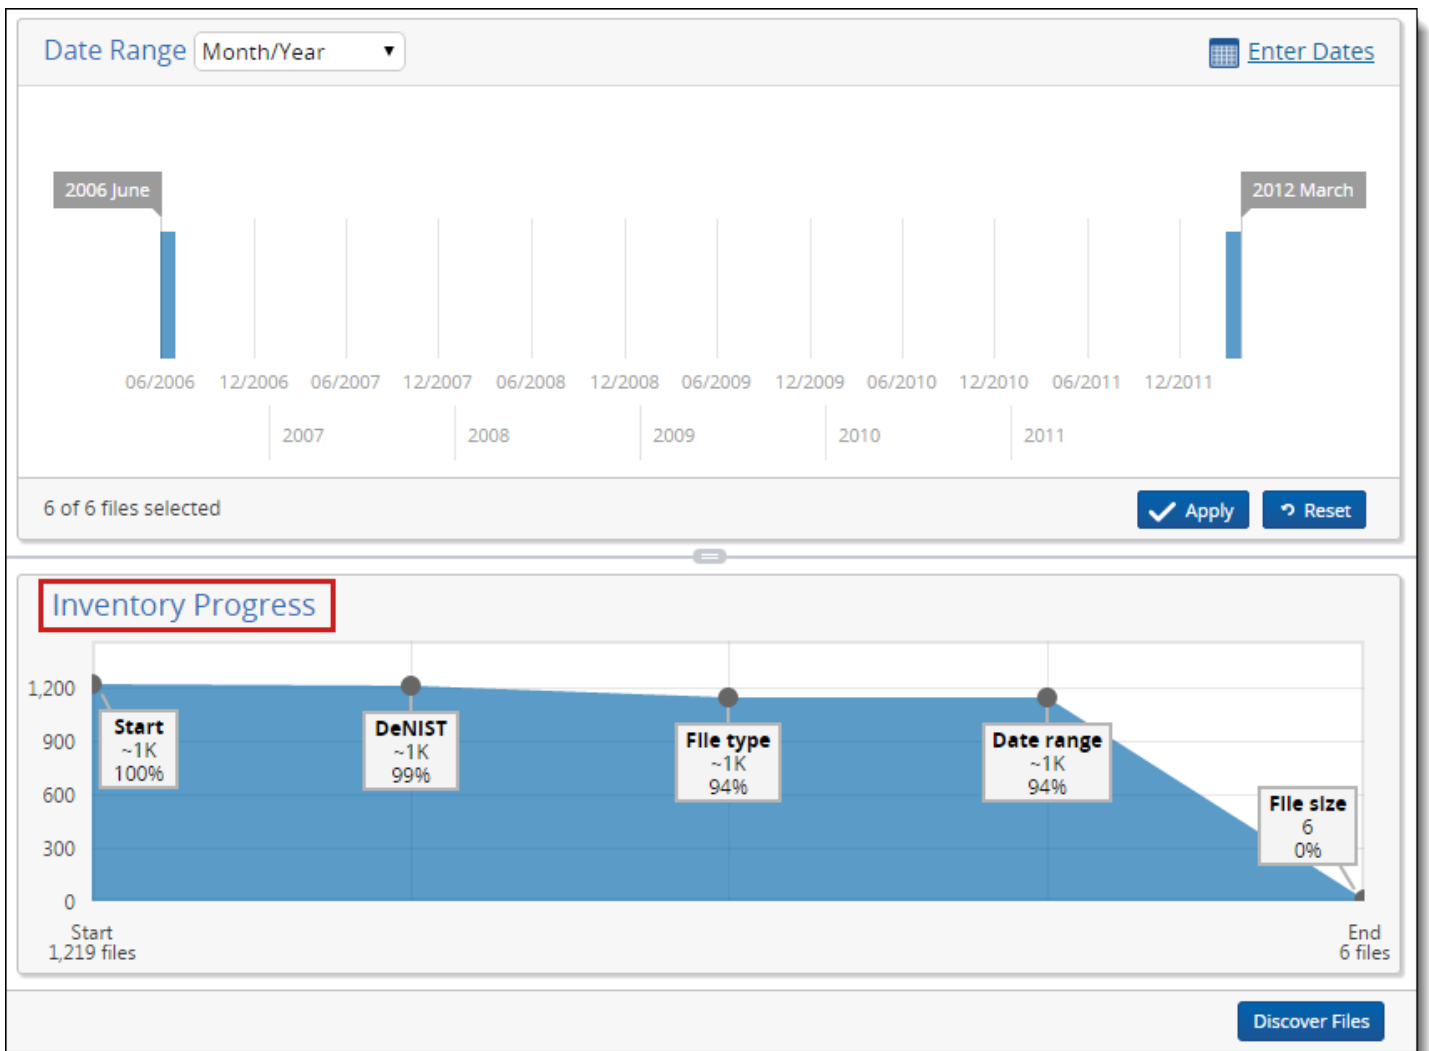 Date Range Month/Year
Enter Dates
2006 June
2012 March
06/2006 12/2006 06/2007 12/2007 06/2008 12/2008 06/2009 12/2009 06/2010 12/2010 06/2011 12/2011
2007 2008 2009 2010 2011
6 of 6 files selected
Apply
Reset
Inventory Progress
1,200
900
600
300
0
Start
~1K
100%
DeNIST
~1K
99%
File type
~1K
94%
Date range
~1K
94%
File size
6
0%
Start
1,219 files
End
6 files
Discover Files